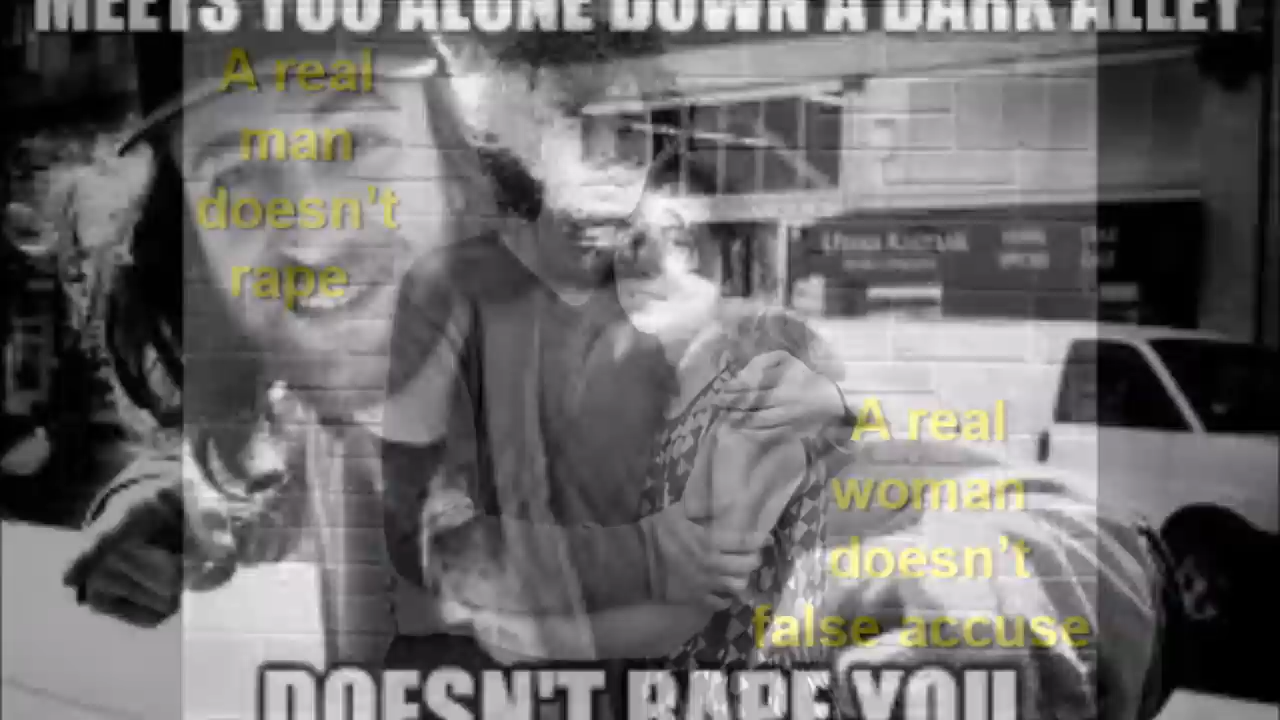 MEETS YOU ALONE DOWN A DARK ALLEY
A real
man
doesn't
rape
A real
woman
doesn't
false accuse
DOESN'T RAPE YOU